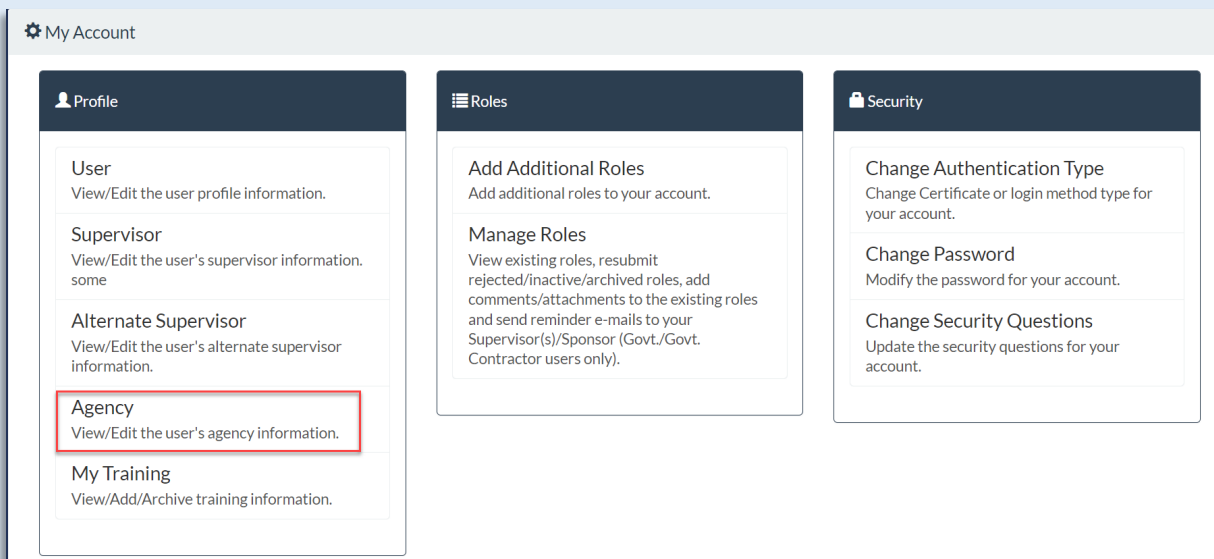 My Account
Profile
User
View/Edit the user profile information.
Supervisor
View/Edit the user's supervisor information.
some
Alternate Supervisor
View/Edit the user's alternate supervisor
information.
Agency
View/Edit the user's agency information.
My Training
View/Add/Archive training information.
Roles
Add Additional Roles
Add additional roles to your account.
Manage Roles
View existing roles, resubmit
rejected/inactive/archived roles, add
comments/attachments to the existing roles
and send reminder e-mails to your
Supervisor(s)/Sponsor (Govt./Govt.
Contractor users only).
Security
Change Authentication Type
Change Certificate or login method type for
your account.
Change Password
Modify the password for your account.
Change Security Questions
Update the security questions for your
account.